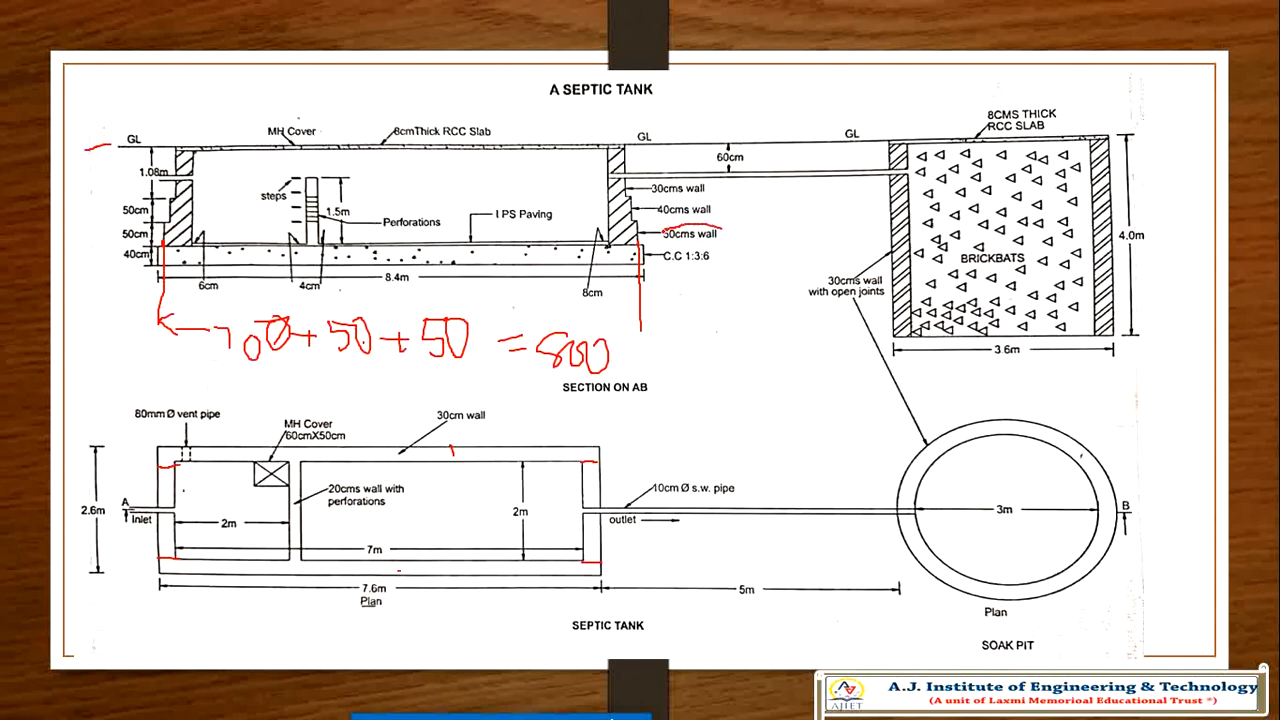 A SEPTIC TANK
GL
MH Cover
8cmThick RCC Slab
GL
GL
8CMS THICK
RCC SLAB
60cm
1.08m
steps
1.5m
Perforations
I PS Paving
30cms wall
40cms wall
50cms wall
50cm
50cm
40cm
C.C 1:3:6
8.4m
6cm
4cm
8cm
4.0m
BRICKBATS
30cms wall
with open joints
3.6m
700+50+50=800
SECTION ON AB
80mm Ø vent pipe
MH Cover
60cmX50cm
30cm wall
20cms wall with
perforations
10cm Ø s.w. pipe
A
Inlet
2.6m
2m
2m
outlet
3m
B
7m
7.6m
5m
Plan
Plan
SEPTIC TANK
SOAK PIT
A.J. Institute of Engineering & Technology
(A unit of Laxmi Memorioal Educational Trust ®)
AJIET